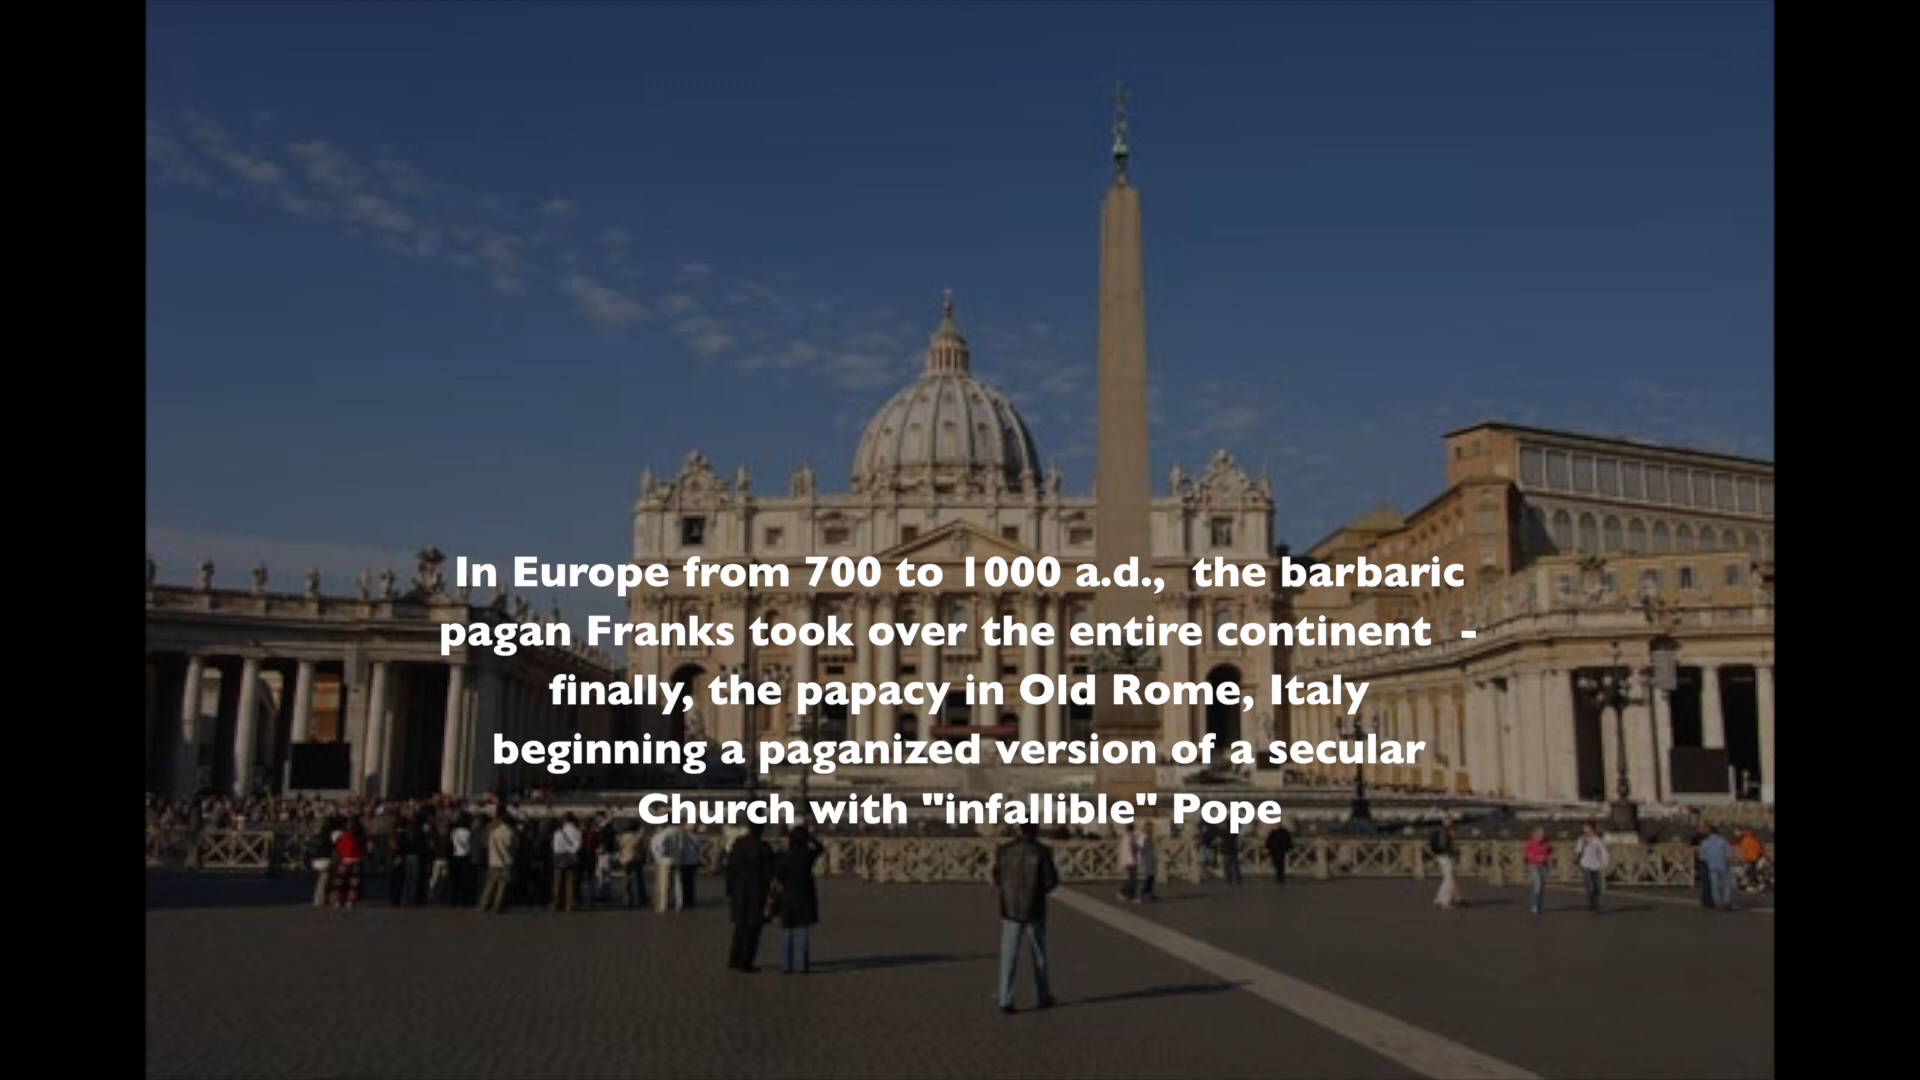 In Europe from 700 to 1000 a.d.,  the barbaric
pagan Franks took over the entire continent  -
finally, the papacy in Old Rome, Italy
beginning a paganized version of a secular
Church with "infallible" Pope